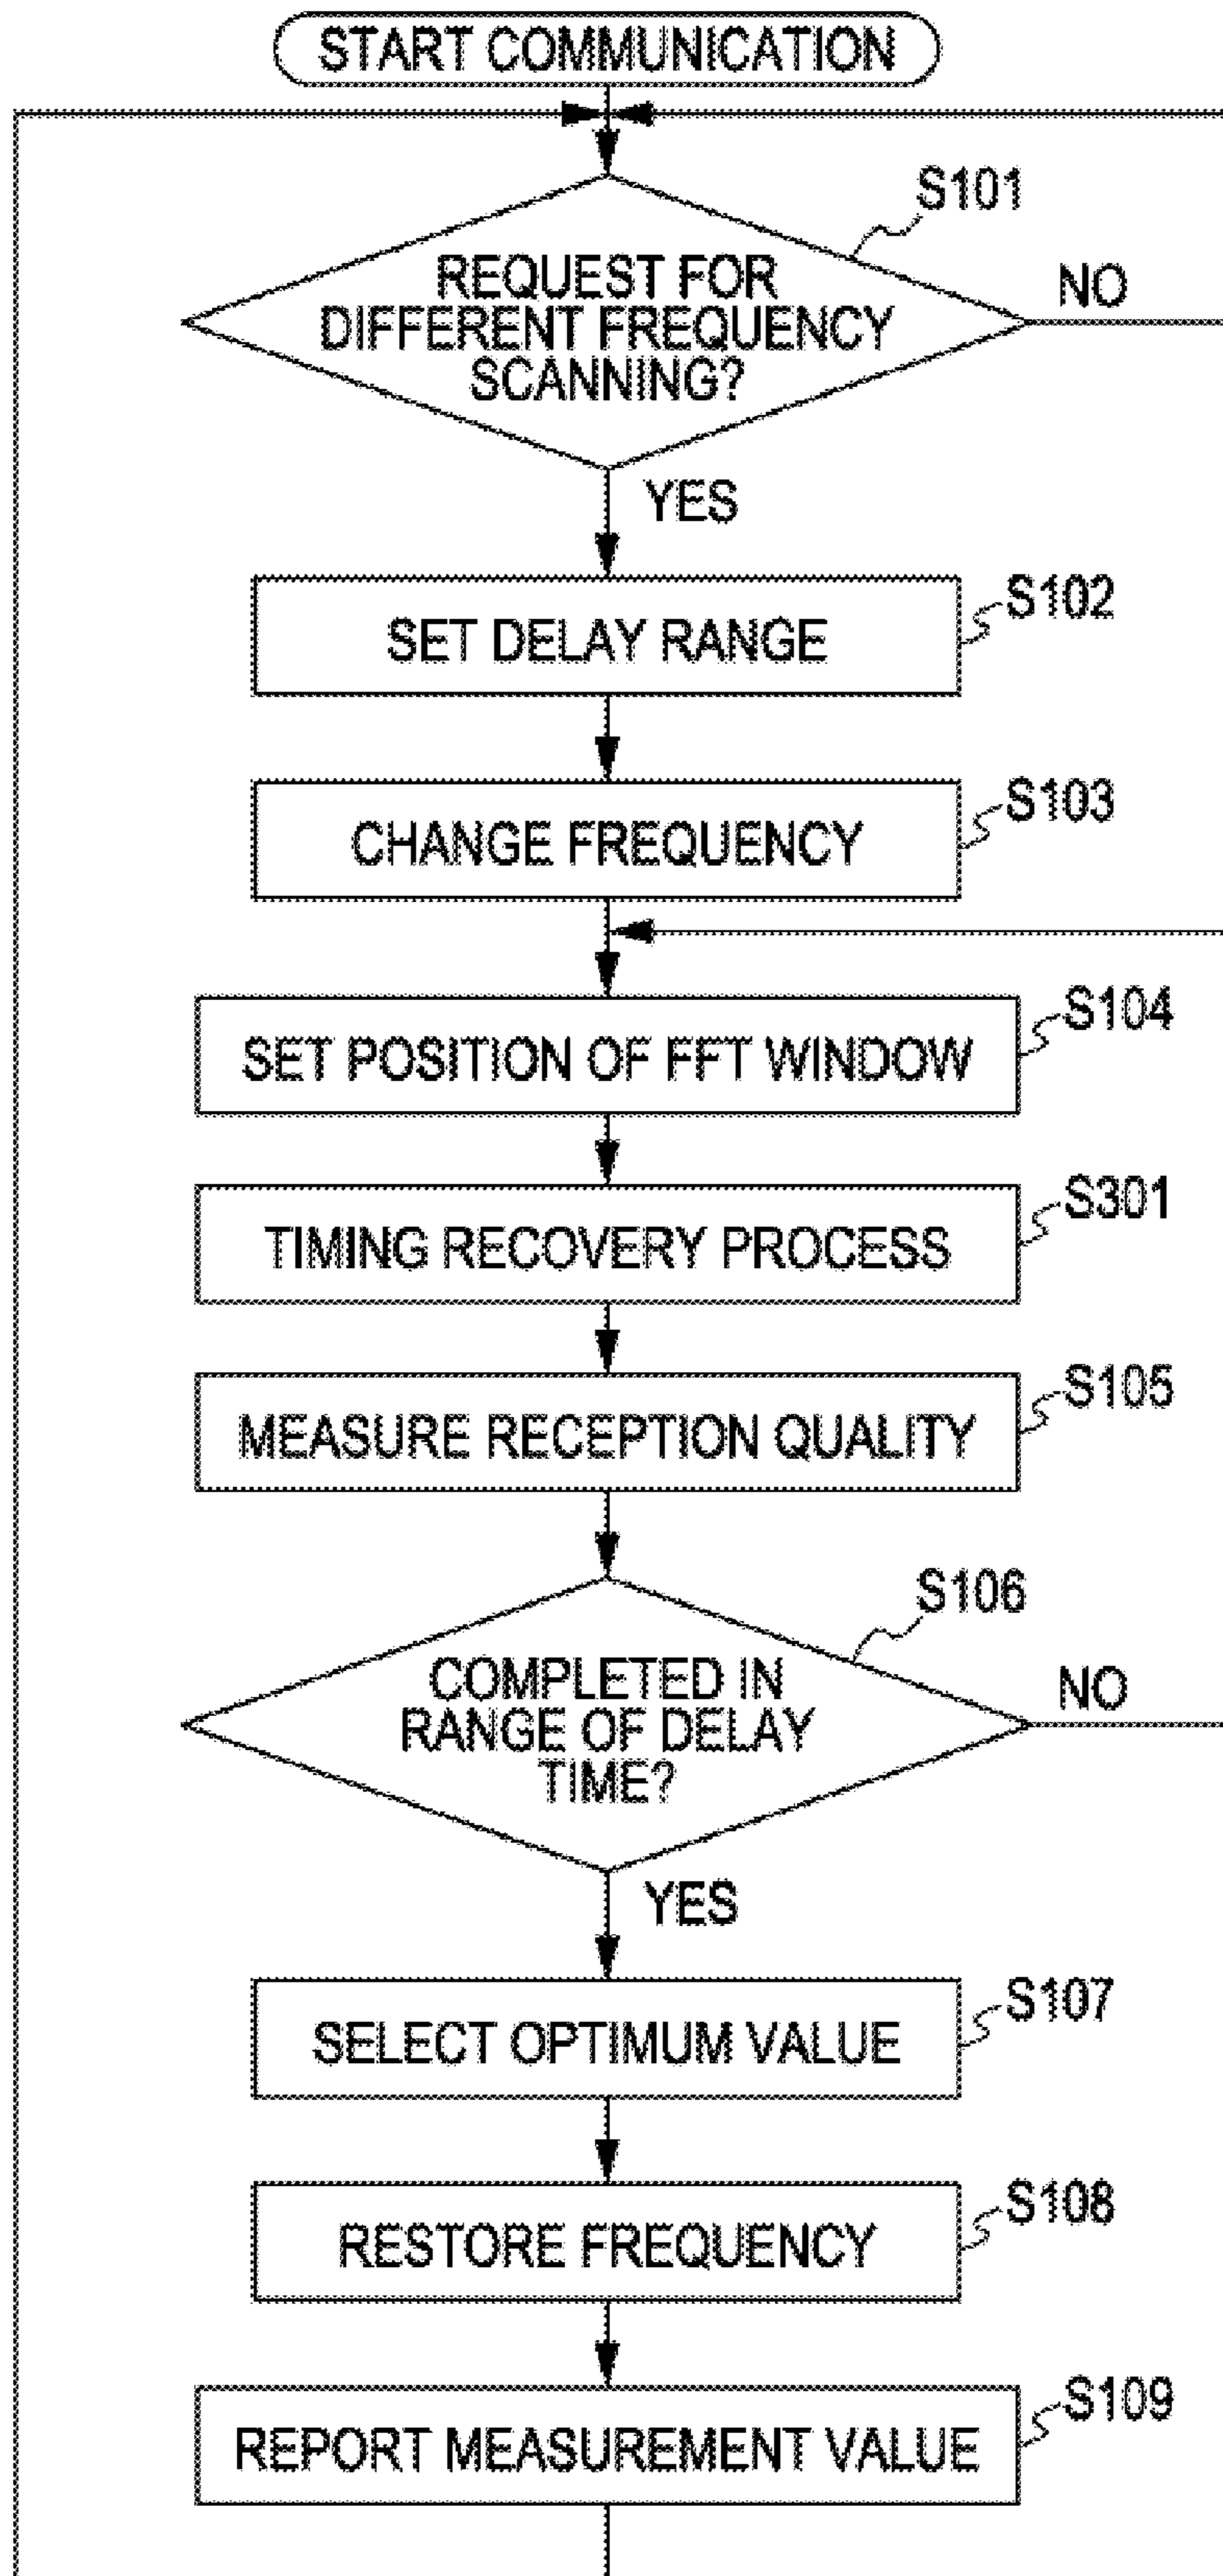 START COMMUNICATION
S101
REQUEST FOR
DIFFERENT FREQUENCY
SCANNING?
NO
YES
S102
SET DELAY RANGE
S103
CHANGE FREQUENCY
S104
SET POSITION OF FFT WINDOW
S301
TIMING RECOVERY PROCESS
S105
MEASURE RECEPTION QUALITY
S106
COMPLETED IN
RANGE OF DELAY
TIME?
NO
YES
S107
SELECT OPTIMUM VALUE
S108
RESTORE FREQUENCY
S109
REPORT MEASUREMENT VALUE